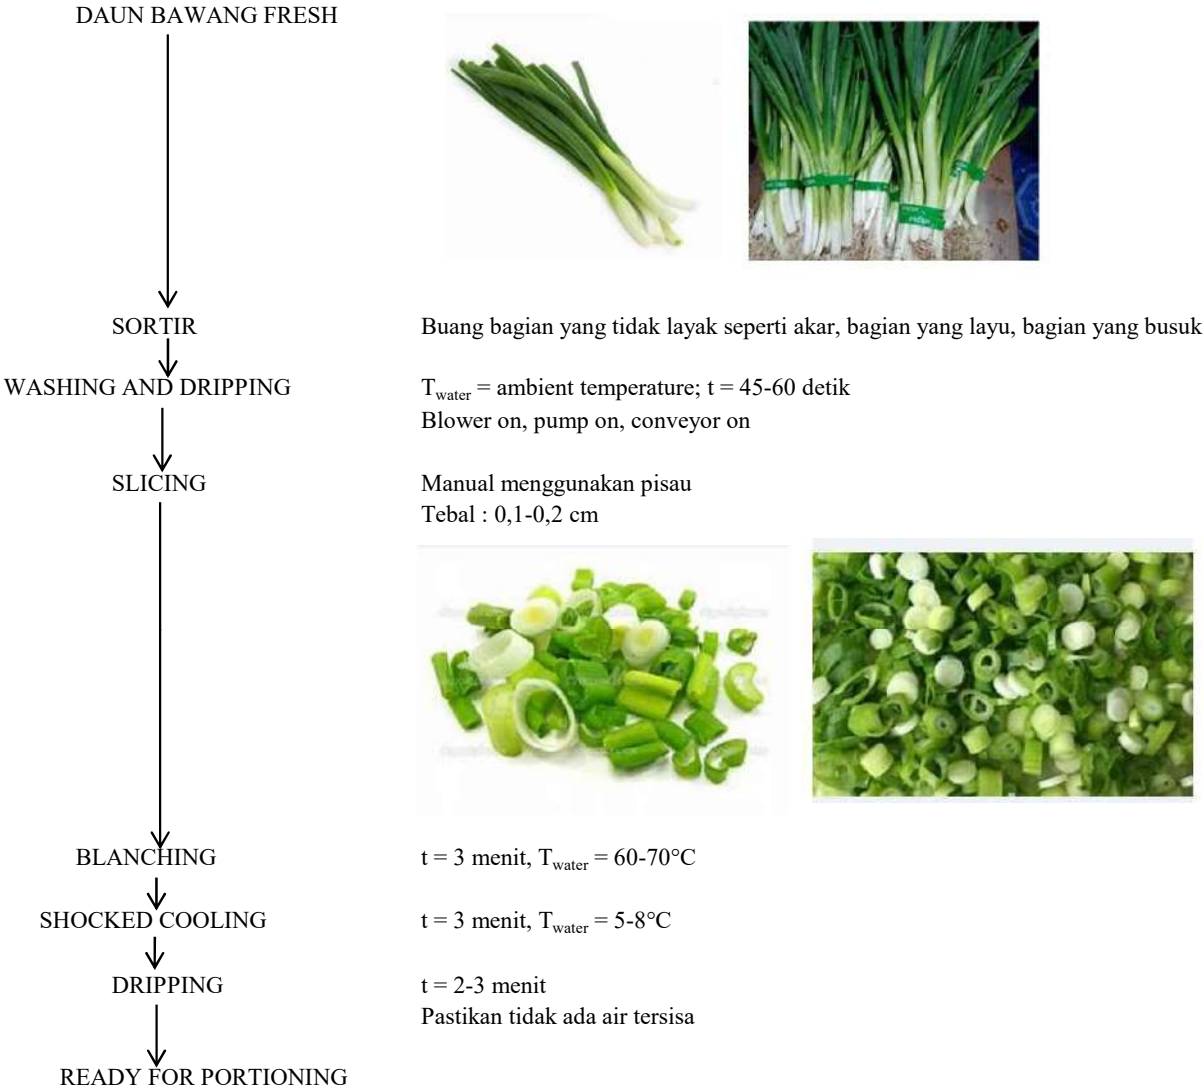 DAUN BAWANG FRESH
SORTIR
Buang bagian yang tidak layak seperti akar, bagian yang layu, bagian yang busuk
WASHING AND DRIPPING
Twater = ambient temperature; t = 45-60 detik
Blower on, pump on, conveyor on
SLICING
Manual menggunakan pisau
Tebal : 0,1-0,2 cm
BLANCHING
t = 3 menit, Twater = 60-70°C
SHOCKED COOLING
t = 3 menit, Twater = 5-8°C
DRIPPING
t = 2-3 menit
Pastikan tidak ada air tersisa
READY FOR PORTIONING